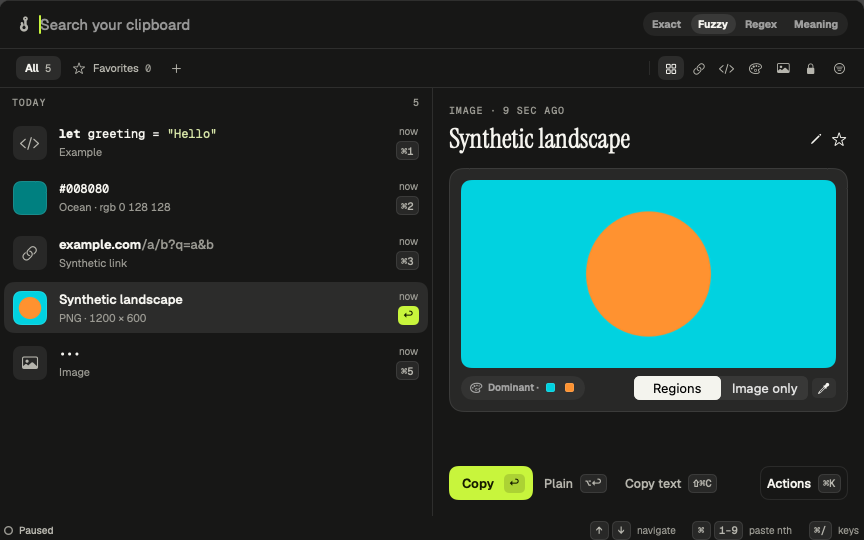 Search your clipboard
Exact Fuzzy Regex Meaning
All 5 Favorites 0 +
TODAY 5
let greeting = "Hello" now
Example ⌘1
#008080 now
Ocean · rgb 0 128 128 ⌘2
example.com/a/b?q=a&b now
Synthetic link ⌘3
Synthetic landscape now
PNG · 1200 × 600 ↩
••• now
Image ⌘5
IMAGE · 9 SEC AGO
Synthetic landscape
Dominant · Regions Image only
Copy ↩ Plain ⌥↩ Copy text ⇧⌘C Actions ⌘K
Paused ↑ ↓ navigate ⌘ 1–9 paste nth ⌘/ keys